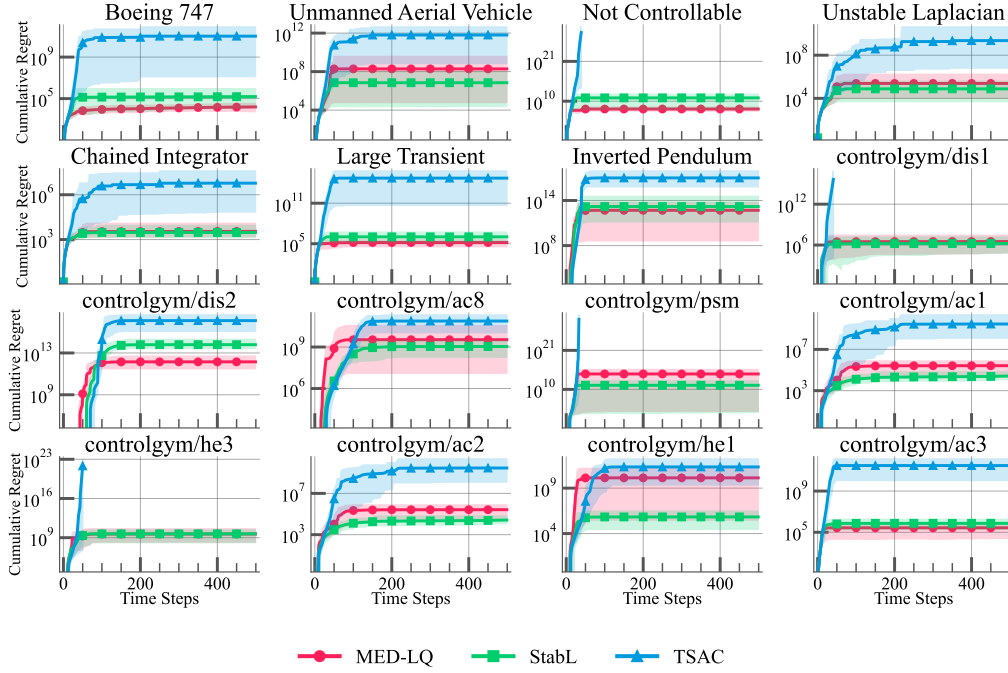 Boeing 747
Unmanned Aerial Vehicle
Not Controllable
Unstable Laplacian
Cumulative Regret
10^9
10^5
10^12
10^8
10^4
10^21
10^10
10^8
10^4
Chained Integrator
Large Transient
Inverted Pendulum
controlgym/dis1
Cumulative Regret
10^6
10^3
10^11
10^5
10^14
10^8
10^12
10^6
controlgym/dis2
controlgym/ac8
controlgym/psm
controlgym/ac1
Cumulative Regret
10^13
10^9
10^9
10^6
10^21
10^10
10^7
10^3
controlgym/he3
controlgym/ac2
controlgym/he1
controlgym/ac3
Cumulative Regret
10^23
10^16
10^9
10^7
10^3
10^9
10^4
10^9
10^5
0 200 400
0 200 400
0 200 400
0 200 400
Time Steps
Time Steps
Time Steps
Time Steps
MED-LQ
StabL
TSAC